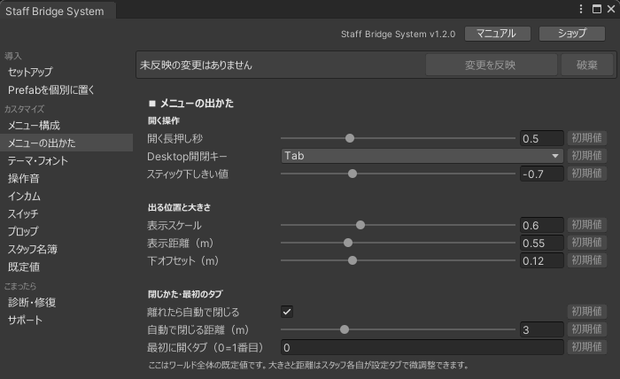 Staff Bridge System
Staff Bridge System v1.2.0 マニュアル ショップ
導入
セットアップ
Prefabを個別に置く
カスタマイズ
メニュー構成
メニューの出かた
テーマ・フォント
操作音
インカム
スイッチ
プロップ
スタッフ名簿
既定値
こまったら
診断・修復
サポート
未反映の変更はありません 変更を反映 破棄
■ メニューの出かた
開く操作
開く長押し秒 0.5 初期値
Desktop開閉キー Tab 初期値
スティック下しきい値 -0.7 初期値
出る位置と大きさ
表示スケール 0.6 初期値
表示距離（m） 0.55 初期値
下オフセット（m） 0.12 初期値
閉じかた・最初のタブ
離れたら自動で閉じる 初期値
自動で閉じる距離（m） 3 初期値
最初に開くタブ（0=1番目） 0 初期値
ここはワールド全体の既定値です。大きさと距離はスタッフ各自が設定タブで微調整できます。